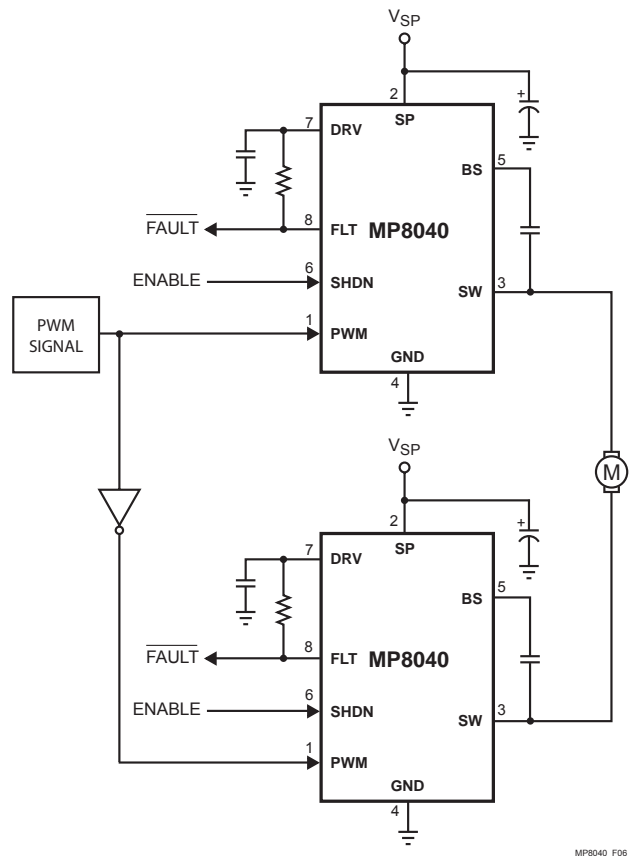 VSP
2
SP
+
7
DRV
BS
5
FAULT
8
FLT
MP8040
6
ENABLE
SHDN
SW
3
PWM
SIGNAL
1
PWM
GND
4
M
VSP
2
SP
+
7
DRV
BS
5
FAULT
8
FLT
MP8040
6
ENABLE
SHDN
SW
3
1
PWM
GND
4
MP8040_F06